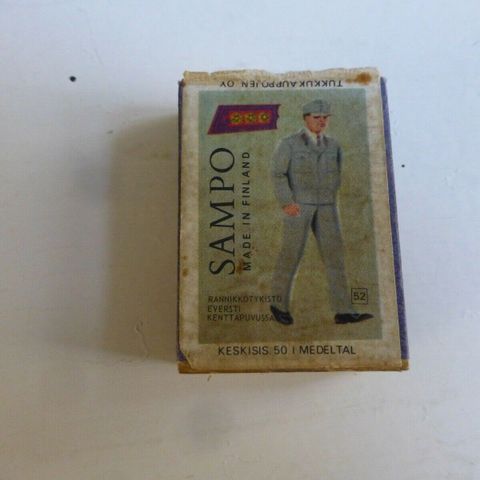 TUKKUKAUPPOJEN OY
SAMPO
MADE IN FINLAND
RANNIKKOTYKISTÖ
EVERSTI
KENTTÄPUVUSSA
52
KESKISIS. 50 I MEDELTAL